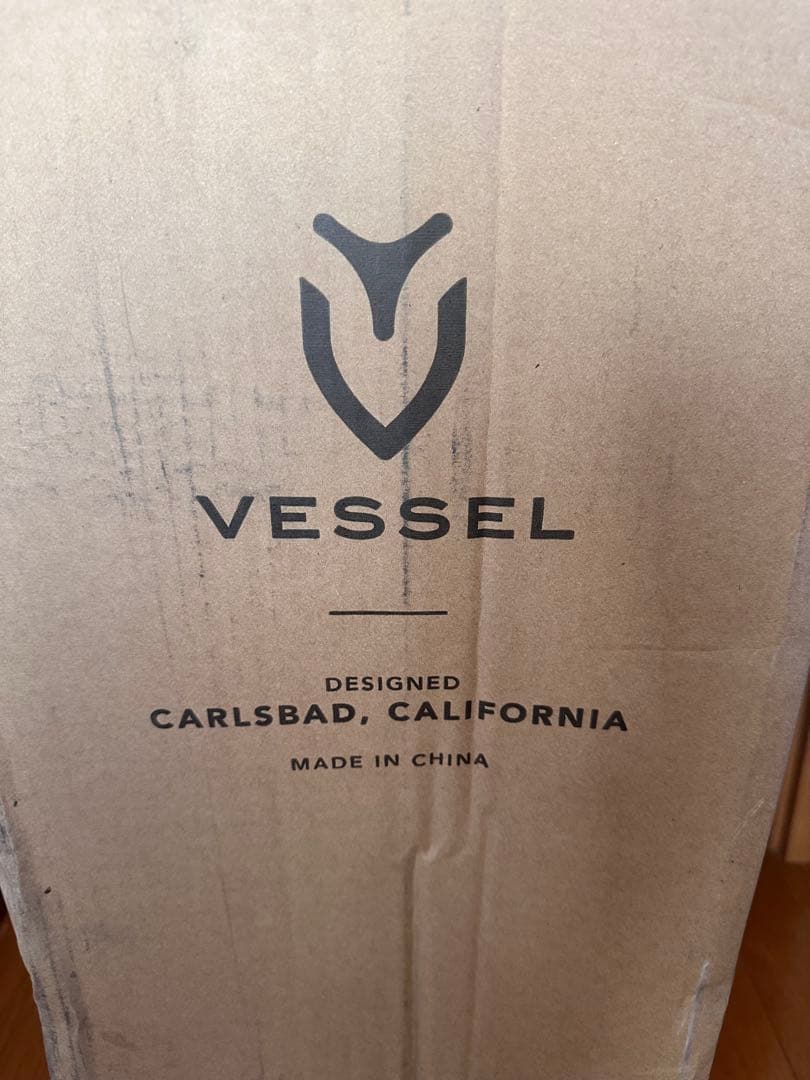 VESSEL
DESIGNED
CARLSBAD, CALIFORNIA
MADE IN CHINA